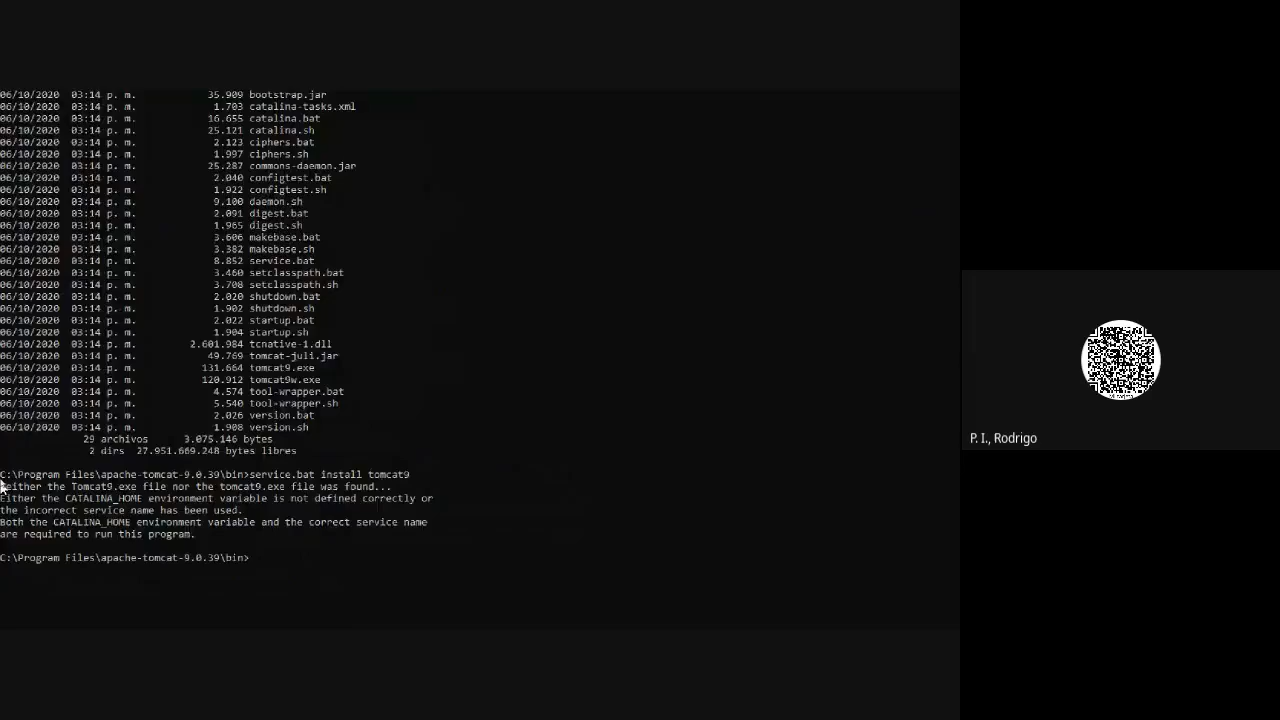 06/10/2020 03:14 p. m. 35.909 bootstrap.jar
06/10/2020 03:14 p. m. 1.703 catalina-tasks.xml
06/10/2020 03:14 p. m. 16.655 catalina.bat
06/10/2020 03:14 p. m. 25.121 catalina.sh
06/10/2020 03:14 p. m. 2.123 ciphers.bat
06/10/2020 03:14 p. m. 1.997 ciphers.sh
06/10/2020 03:14 p. m. 25.287 commons-daemon.jar
06/10/2020 03:14 p. m. 2.040 configtest.bat
06/10/2020 03:14 p. m. 1.922 configtest.sh
06/10/2020 03:14 p. m. 9.100 daemon.sh
06/10/2020 03:14 p. m. 2.091 digest.bat
06/10/2020 03:14 p. m. 1.965 digest.sh
06/10/2020 03:14 p. m. 3.606 makebase.bat
06/10/2020 03:14 p. m. 3.382 makebase.sh
06/10/2020 03:14 p. m. 8.852 service.bat
06/10/2020 03:14 p. m. 3.460 setclasspath.bat
06/10/2020 03:14 p. m. 3.708 setclasspath.sh
06/10/2020 03:14 p. m. 2.020 shutdown.bat
06/10/2020 03:14 p. m. 1.902 shutdown.sh
06/10/2020 03:14 p. m. 2.022 startup.bat
06/10/2020 03:14 p. m. 1.904 startup.sh
06/10/2020 03:14 p. m. 2.601.984 tcnative-1.dll
06/10/2020 03:14 p. m. 49.769 tomcat-juli.jar
06/10/2020 03:14 p. m. 131.664 tomcat9.exe
06/10/2020 03:14 p. m. 120.912 tomcat9w.exe
06/10/2020 03:14 p. m. 4.574 tool-wrapper.bat
06/10/2020 03:14 p. m. 5.540 tool-wrapper.sh
06/10/2020 03:14 p. m. 2.026 version.bat
06/10/2020 03:14 p. m. 1.908 version.sh
29 archivos 3.075.146 bytes
2 dirs 27.951.669.248 bytes libres
C:\Program Files\apache-tomcat-9.0.39\bin>service.bat install tomcat9
Neither the Tomcat9.exe file nor the tomcat9.exe file was found...
Either the CATALINA_HOME environment variable is not defined correctly or
the incorrect service name has been used.
Both the CATALINA_HOME environment variable and the correct service name
are required to run this program.
C:\Program Files\apache-tomcat-9.0.39\bin>
P. I., Rodrigo